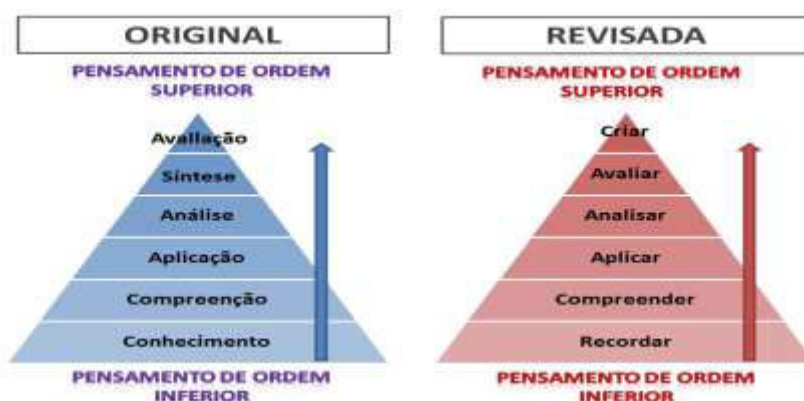 ORIGINAL
PENSAMENTO DE ORDEM
SUPERIOR
Avaliação
Síntese
Análise
Aplicação
Compreenção
Conhecimento
PENSAMENTO DE ORDEM
INFERIOR
REVISADA
PENSAMENTO DE ORDEM
SUPERIOR
Criar
Avaliar
Analisar
Aplicar
Compreender
Recordar
PENSAMENTO DE ORDEM
INFERIOR